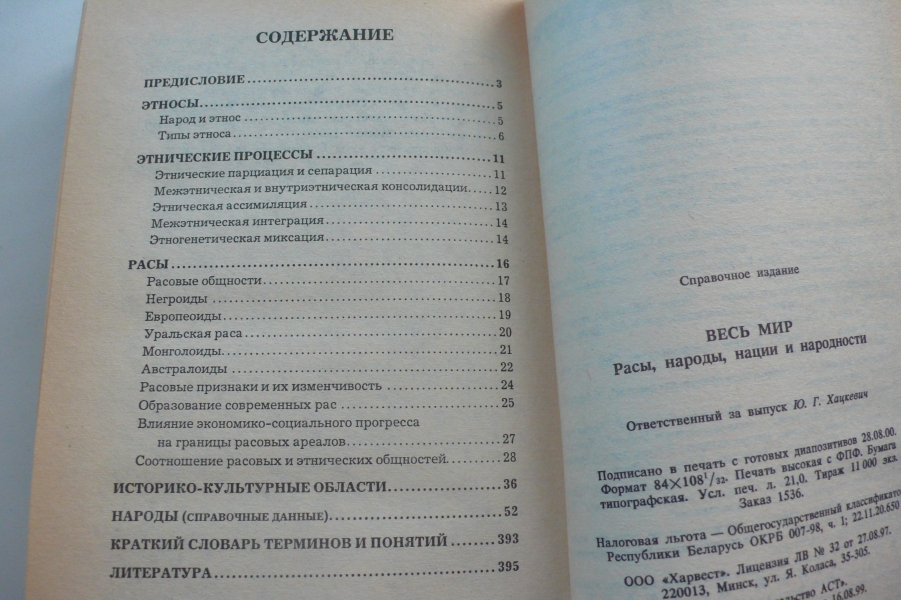 СОДЕРЖАНИЕ
ПРЕДИСЛОВИЕ ........ 3
ЭТНОСЫ ........ 5
Народ и этнос ........ 5
Типы этноса ........ 6
ЭТНИЧЕСКИЕ ПРОЦЕССЫ ........ 11
Этнические парциация и сепарация ........ 11
Межэтническая и внутриэтническая консолидации ........ 12
Этническая ассимиляция ........ 13
Межэтническая интеграция ........ 14
Этногенетическая миксация ........ 14
РАСЫ ........ 16
Расовые общности ........ 17
Негроиды ........ 18
Европеоиды ........ 19
Уральская раса ........ 20
Монголоиды ........ 21
Австралоиды ........ 22
Расовые признаки и их изменчивость ........ 24
Образование современных рас ........ 25
Влияние экономико-социального прогресса
на границы расовых ареалов ........ 27
Соотношение расовых и этнических общностей ........ 28
ИСТОРИКО-КУЛЬТУРНЫЕ ОБЛАСТИ ........ 36
НАРОДЫ (СПРАВОЧНЫЕ ДАННЫЕ) ........ 52
КРАТКИЙ СЛОВАРЬ ТЕРМИНОВ И ПОНЯТИЙ ........ 393
ЛИТЕРАТУРА ........ 395
Справочное издание
ВЕСЬ МИР
Расы, народы, нации и народности
Ответственный за выпуск Ю. Г. Хацкевич
Подписано в печать с готовых диапозитивов 28.08.00.
Формат 84×108 1/32. Печать высокая с ФПФ. Бумага
типографская. Усл. печ. л. 21,0. Тираж 11 000 экз.
Заказ 1536.
Налоговая льгота — Общегосударственный классификато
Республики Беларусь ОКРБ 007-98, ч. 1; 22.11.20.650
ООО «Харвест». Лицензия ЛВ № 32 от 27.08.97.
220013, Минск, ул. Я. Коласа, 35-305.
АСТ».
16.08.99.